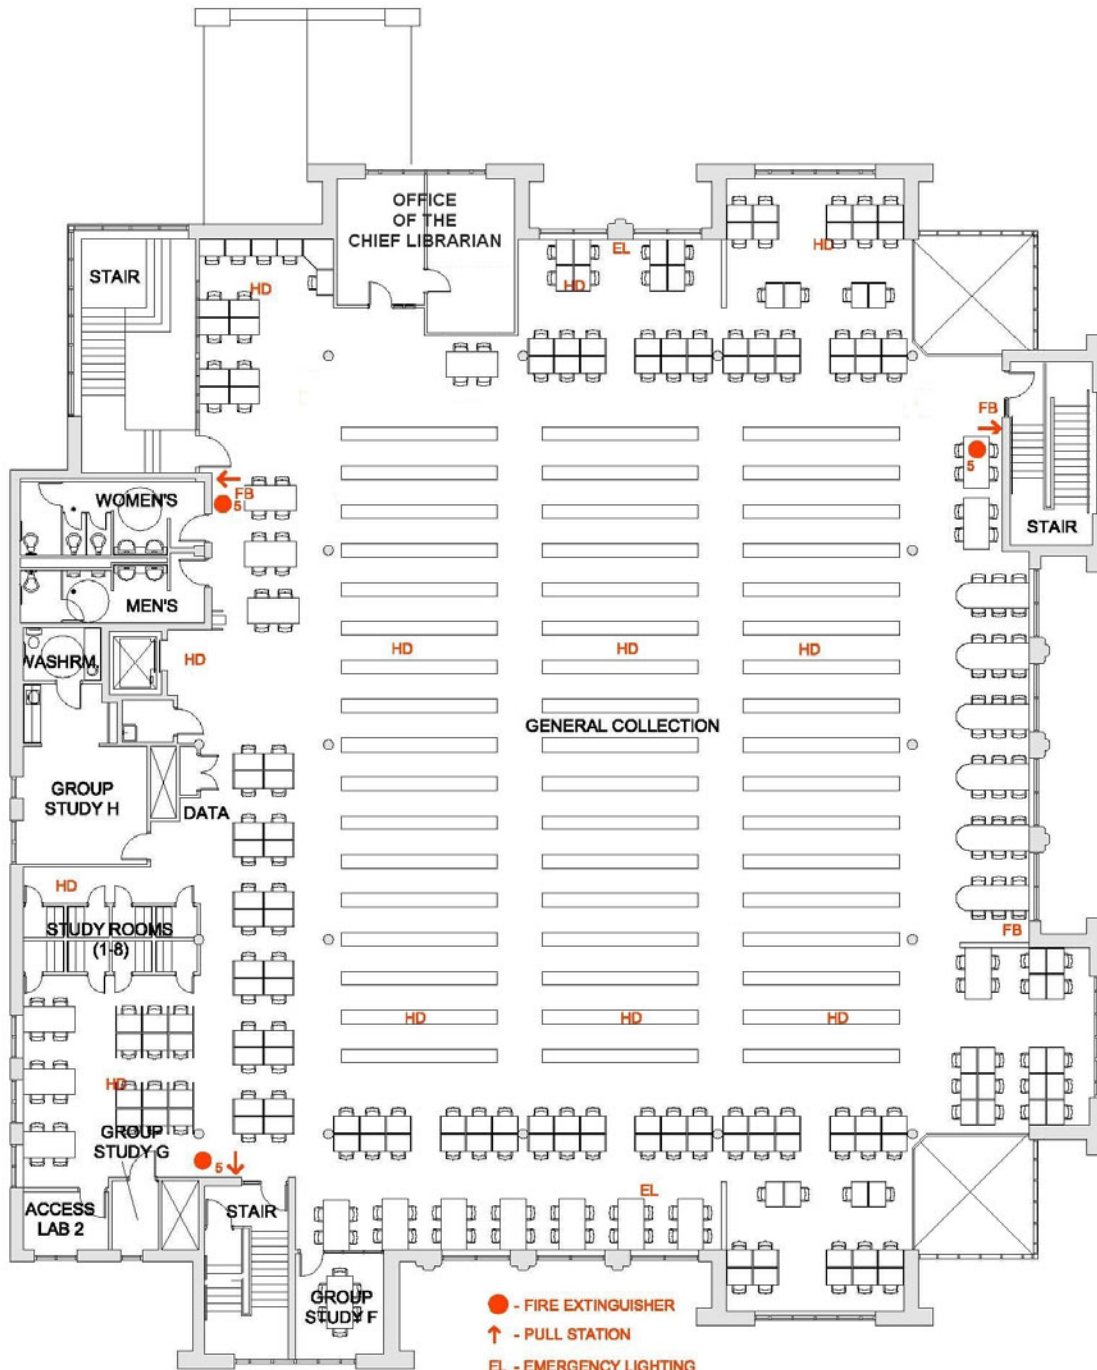 OFFICE
OF THE
CHIEF LIBRARIAN
EL
HD
STAIR
HD
HD
FB
5
STAIR
FB
5
WOMEN'S
MEN'S
WASHRM.
HD
HD
HD
HD
GENERAL COLLECTION
GROUP
STUDY H
DATA
HD
STUDY ROOMS
(1-8)
FB
HD
HD
HD
HD
GROUP
STUDY G
5
ACCESS
LAB 2
STAIR
EL
GROUP
STUDY F
- FIRE EXTINGUISHER
- PULL STATION
EL - EMERGENCY LIGHTING